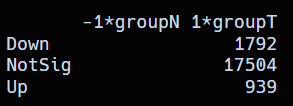 -1*groupN 1*groupT
Down 1792
NotSig 17504
Up 939